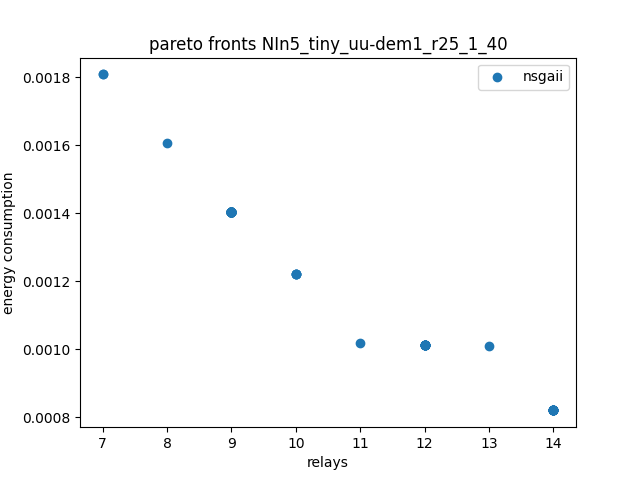 pareto fronts NIn5_tiny_uu-dem1_r25_1_40
nsgaii
0.0018
0.0016
0.0014
0.0012
0.0010
0.0008
energy consumption
7 8 9 10 11 12 13 14
relays